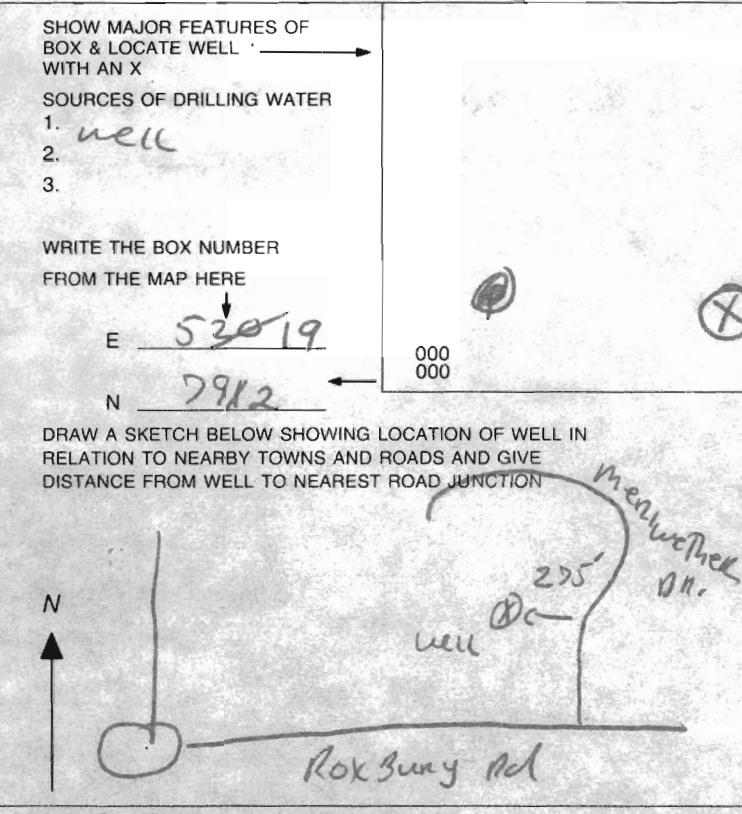 SHOW MAJOR FEATURES OF
BOX & LOCATE WELL
WITH AN X
SOURCES OF DRILLING WATER
1. well
2.
3.
WRITE THE BOX NUMBER
FROM THE MAP HERE
E 19
N
000
000
X
DRAW A SKETCH BELOW SHOWING LOCATION OF WELL IN
RELATION TO NEARBY TOWNS AND ROADS AND GIVE
DISTANCE FROM WELL TO NEAREST ROAD JUNCTION
Meriwether
DR.
275'
X
well
N
Roxbury Rd